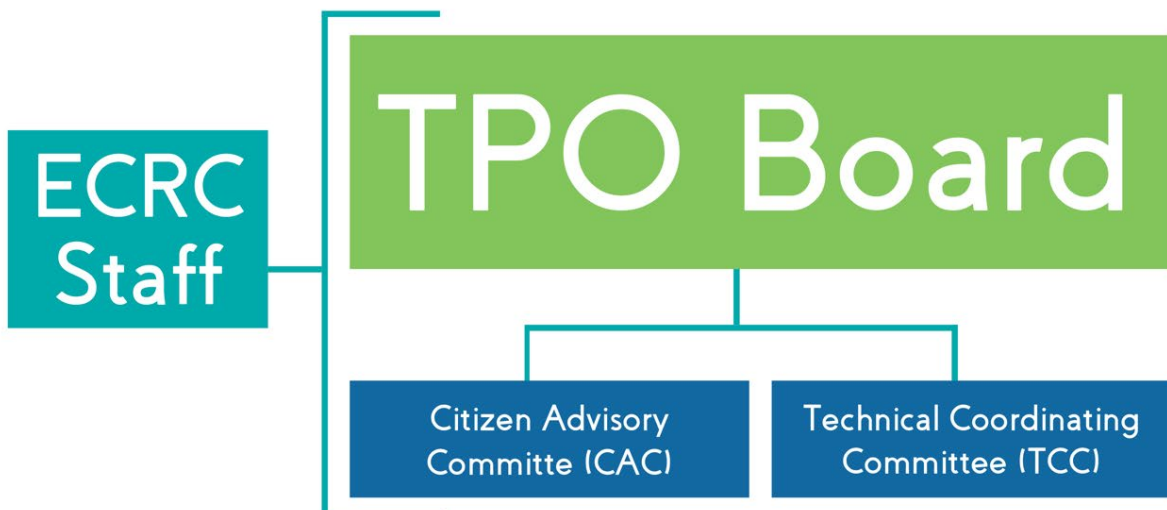 ECRC
Staff
TPO Board
Citizen Advisory
Committe (CAC)
Technical Coordinating
Committee (TCC)